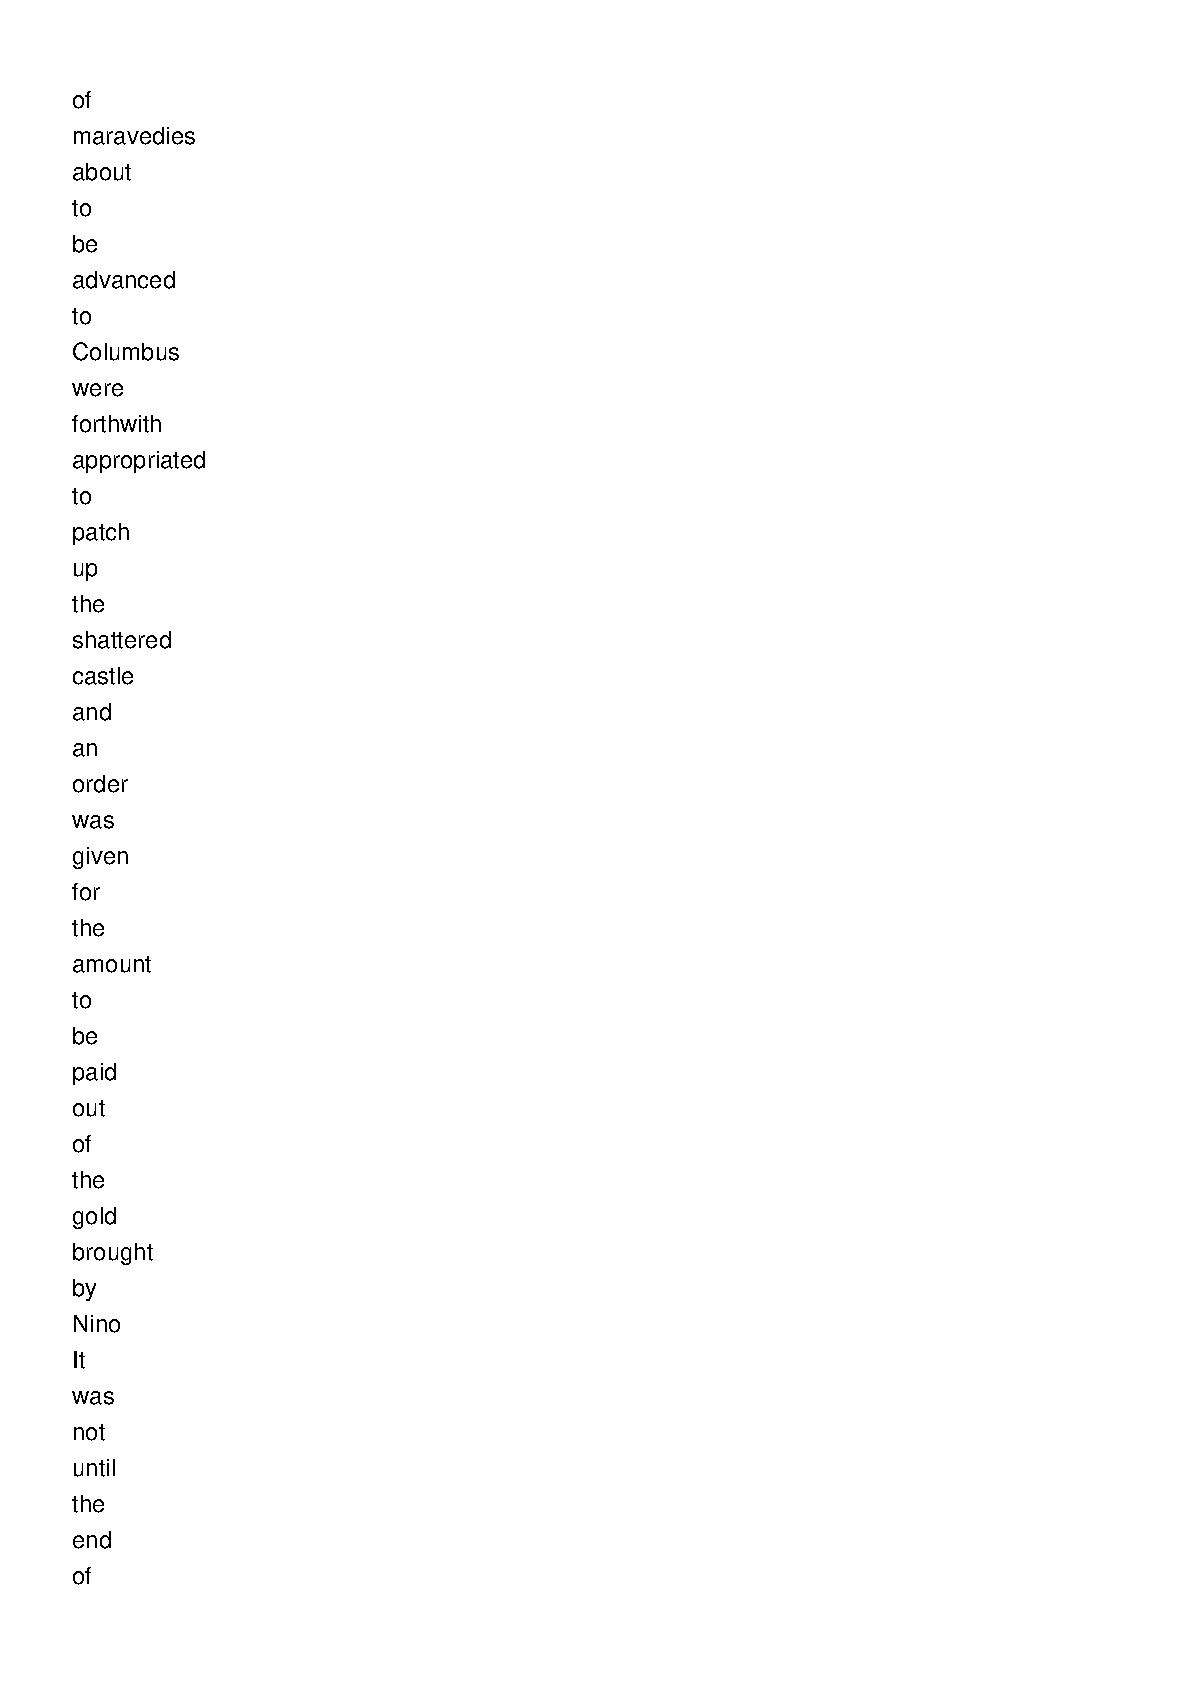 of
maravedies
about
to
be
advanced
to
Columbus
were
forthwith
appropriated
to
patch
up
the
shattered
castle
and
an
order
was
given
for
the
amount
to
be
paid
out
of
the
gold
brought
by
Nino
It
was
not
until
the
end
of